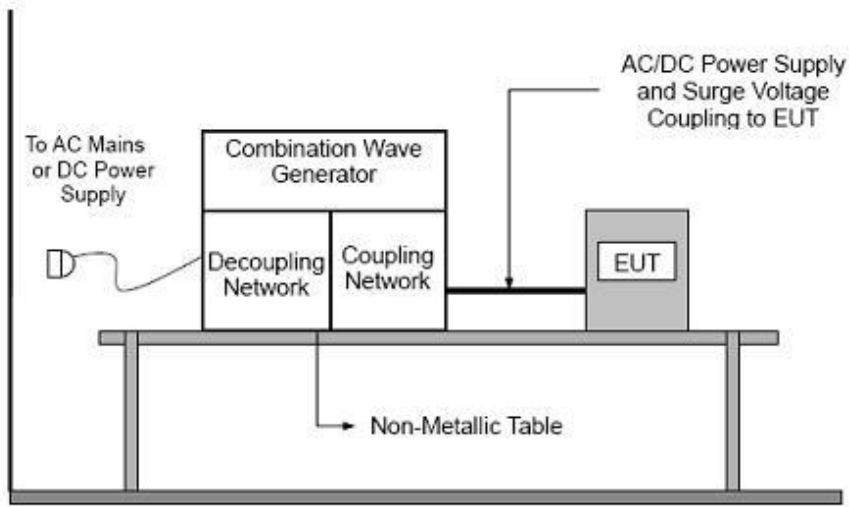 To AC Mains
or DC Power
Supply
Combination Wave
Generator
Decoupling
Network
Coupling
Network
AC/DC Power Supply
and Surge Voltage
Coupling to EUT
EUT
Non-Metallic Table